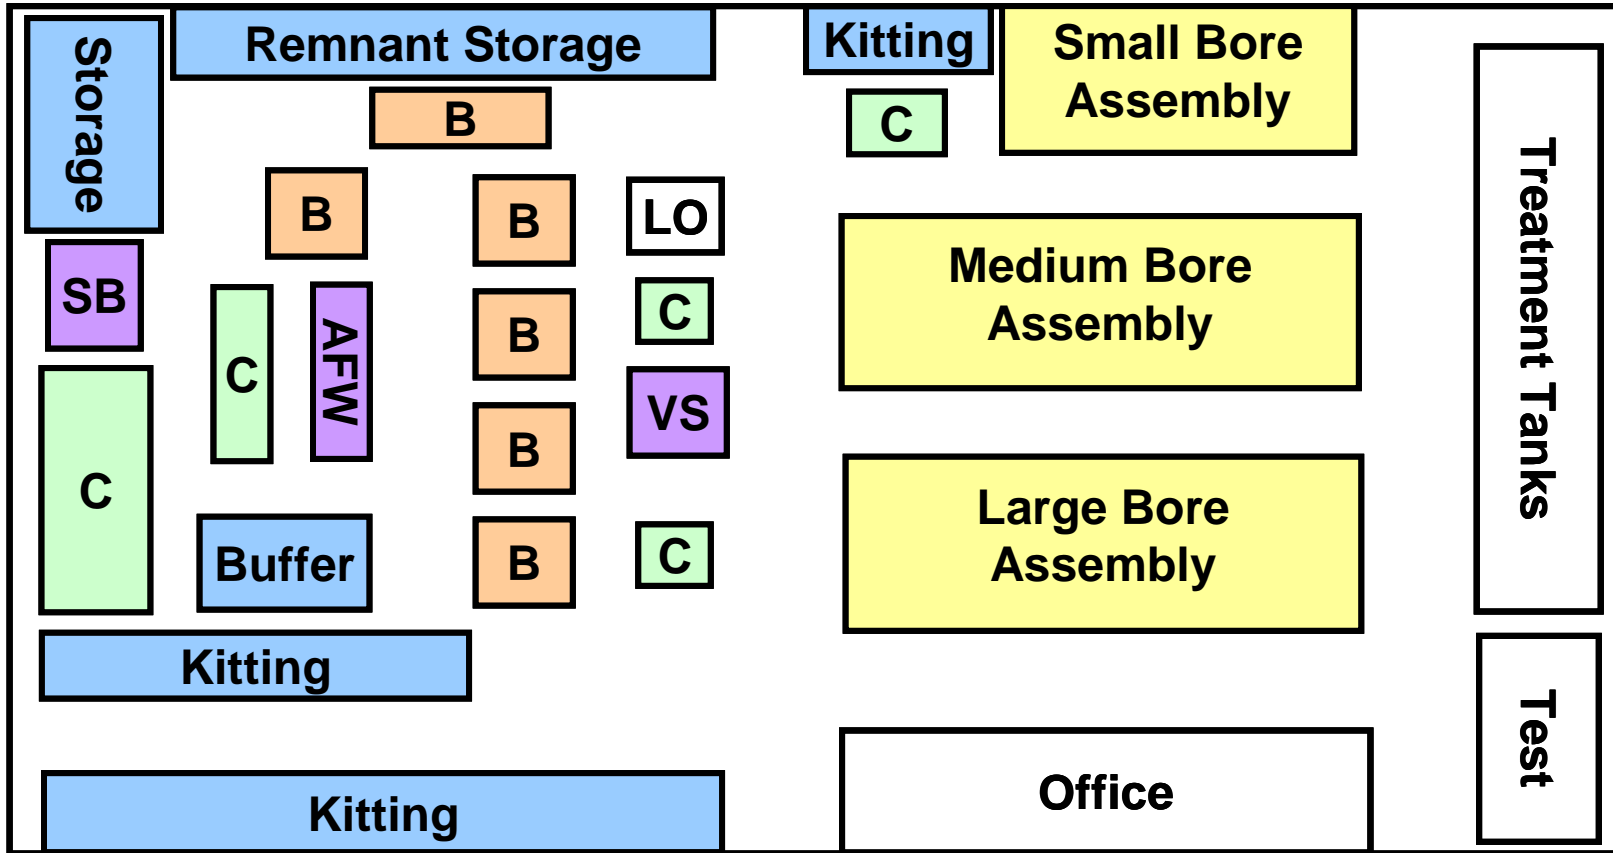 Storage
Remnant Storage
Kitting
Small Bore
Assembly
B
C
B
B
LO
SB
C
AFW
B
C
Medium Bore
Assembly
VS
C
B
Large Bore
Assembly
Buffer
B
C
Kitting
Treatment Tanks
Test
Kitting
Office